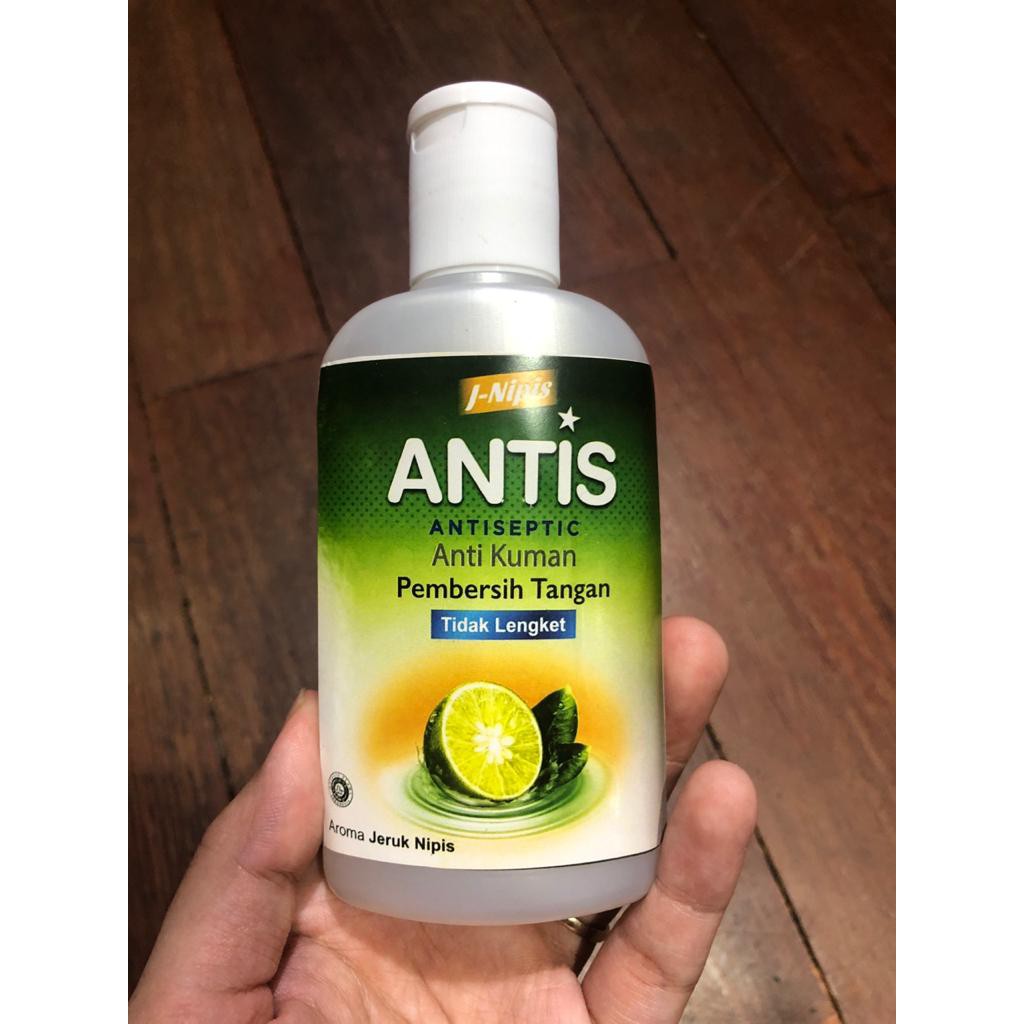 J-Nipis
ANTIS
ANTISEPTIC
Anti Kuman
Pembersih Tangan
Tidak Lengket
Aroma Jeruk Nipis